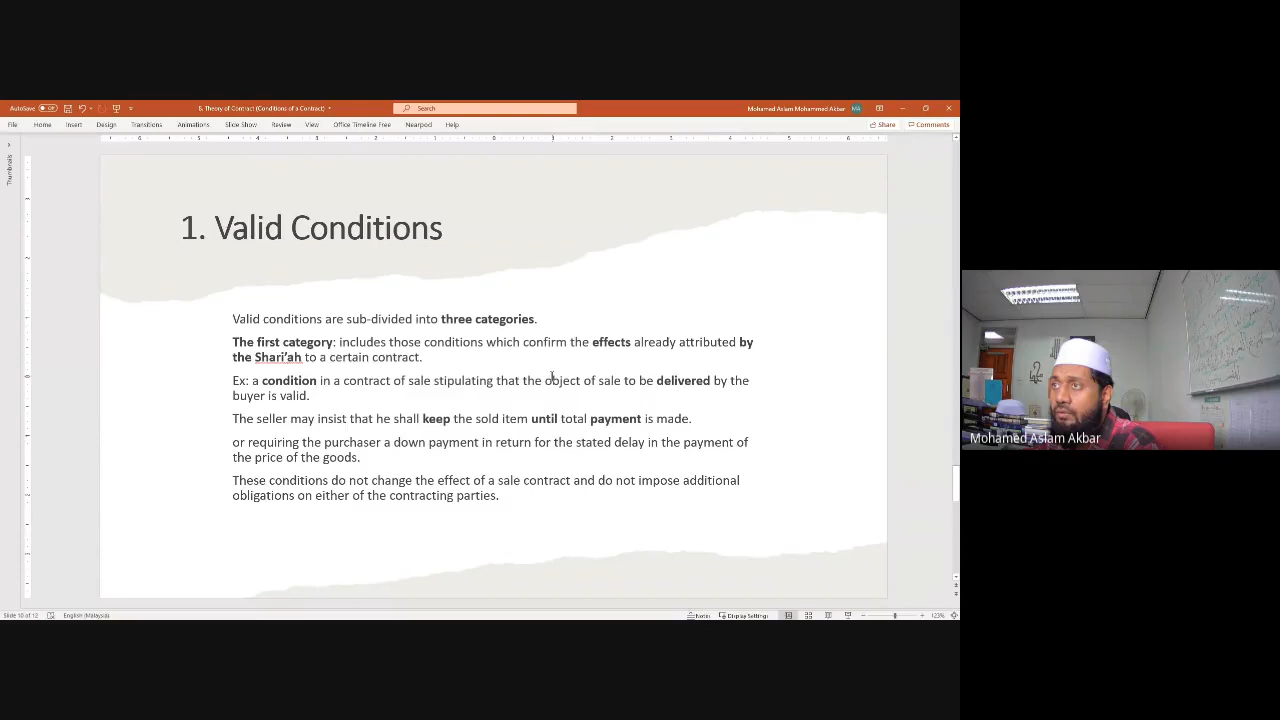 AutoSave Off
8. Theory of Contract (Conditions of a Contract)
Search
Mohamed Aslam Mohammed Akbar
MA
File Home Insert Design Transitions Animations Slide Show Review View Office Timeline Free Nearpod Help
Share Comments
Thumbnails
1. Valid Conditions
Valid conditions are sub-divided into three categories.
The first category: includes those conditions which confirm the effects already attributed by
the Shari'ah to a certain contract.
Ex: a condition in a contract of sale stipulating that the object of sale to be delivered by the
buyer is valid.
The seller may insist that he shall keep the sold item until total payment is made.
or requiring the purchaser a down payment in return for the stated delay in the payment of
the price of the goods.
These conditions do not change the effect of a sale contract and do not impose additional
obligations on either of the contracting parties.
Mohamed Aslam Akbar
Slide 10 of 12
English (Malaysia)
Notes
Display Settings
123%